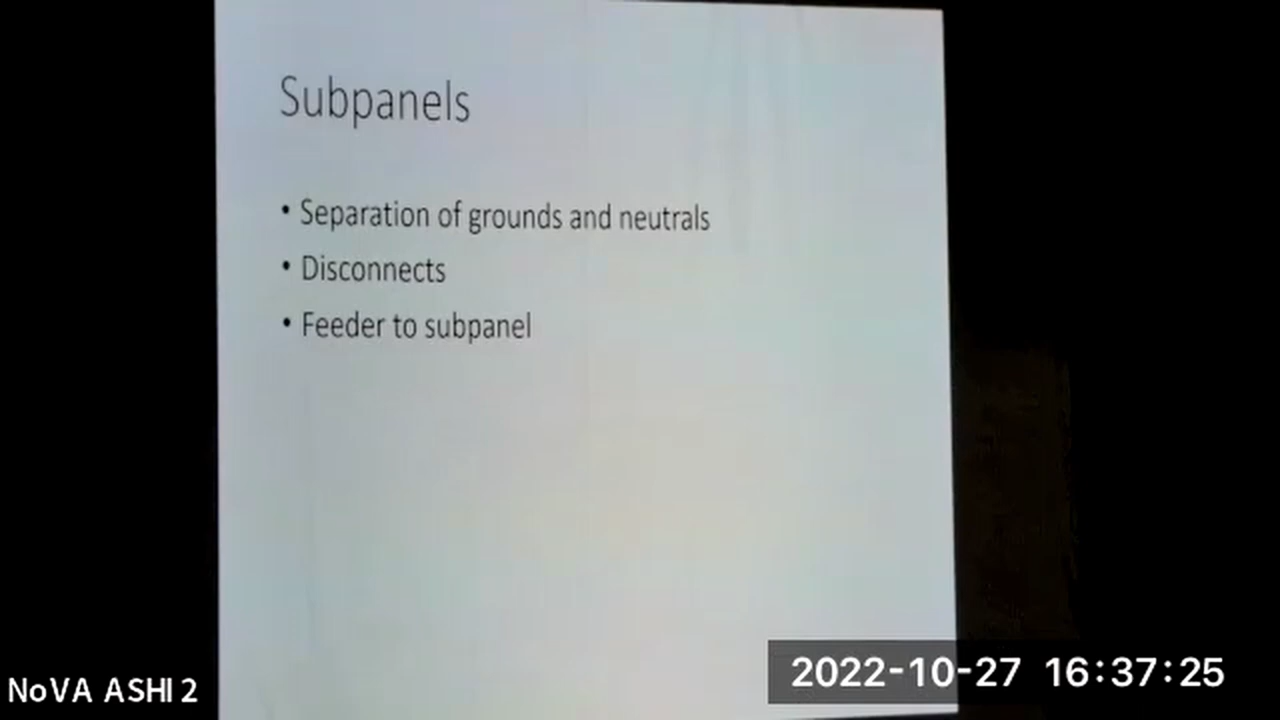 Subpanels
• Separation of grounds and neutrals
• Disconnects
• Feeder to subpanel
NoVA ASHI 2
2022-10-27 16:37:25